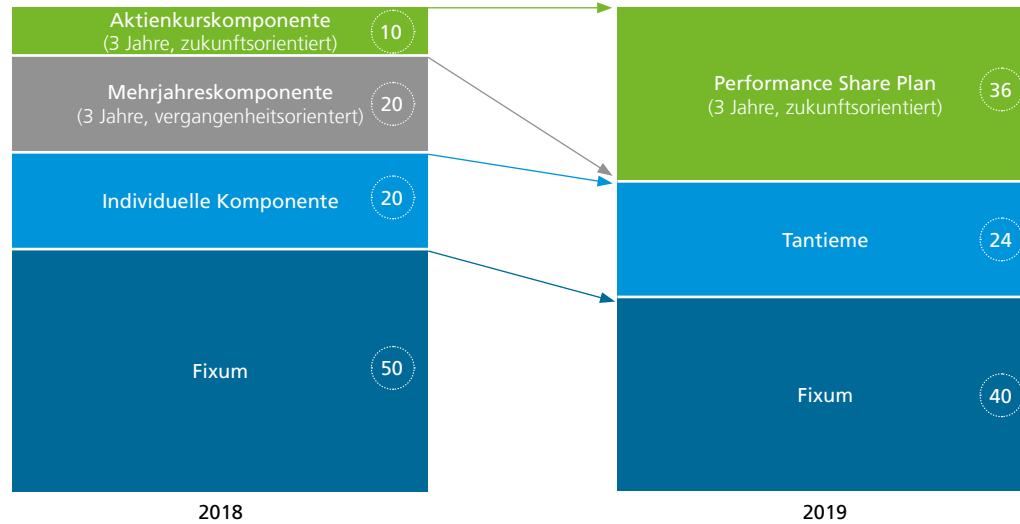 Aktienkurskomponente
(3 Jahre, zukunftsorientiert)
10
Mehrjahreskomponente
(3 Jahre, vergangenheitsorientert)
20
Individuelle Komponente
20
Fixum
50
2018
Performance Share Plan
(3 Jahre, zukunftsorientiert)
36
Tantieme
24
Fixum
40
2019